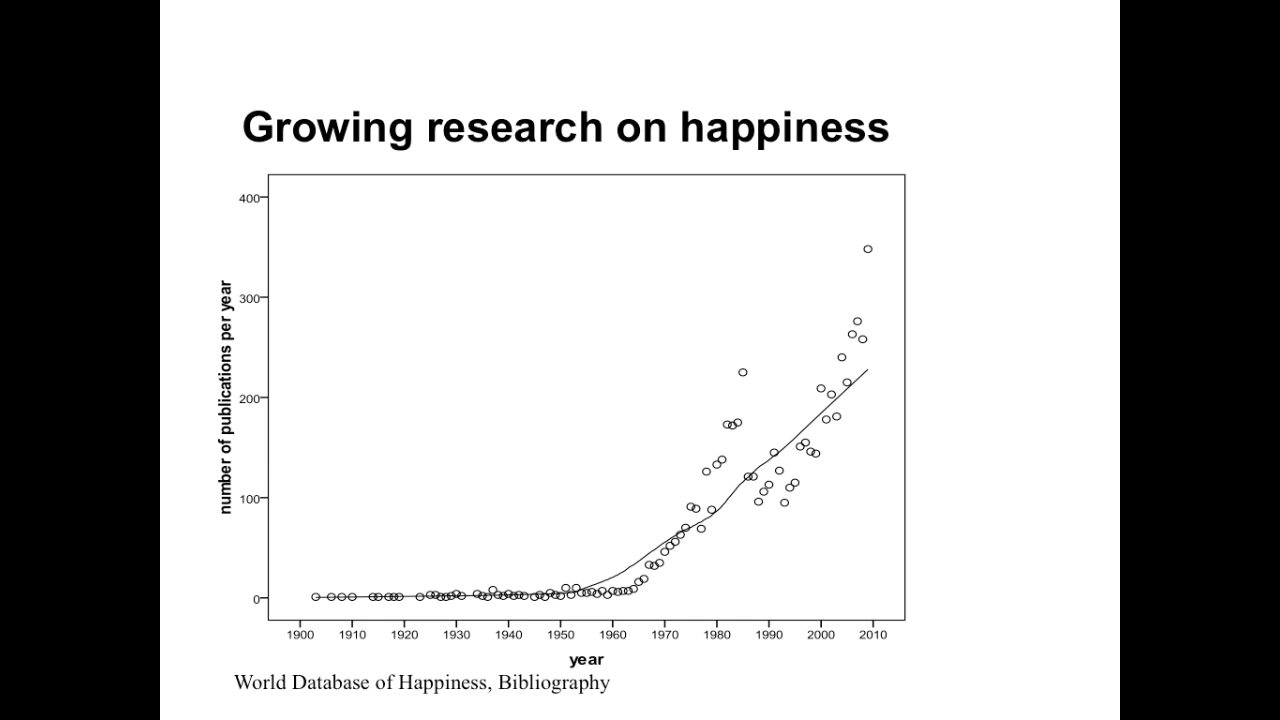 Growing research on happiness
number of publications per year
400
300
200
100
0
1900 1910 1920 1930 1940 1950 1960 1970 1980 1990 2000 2010
year
World Database of Happiness, Bibliography